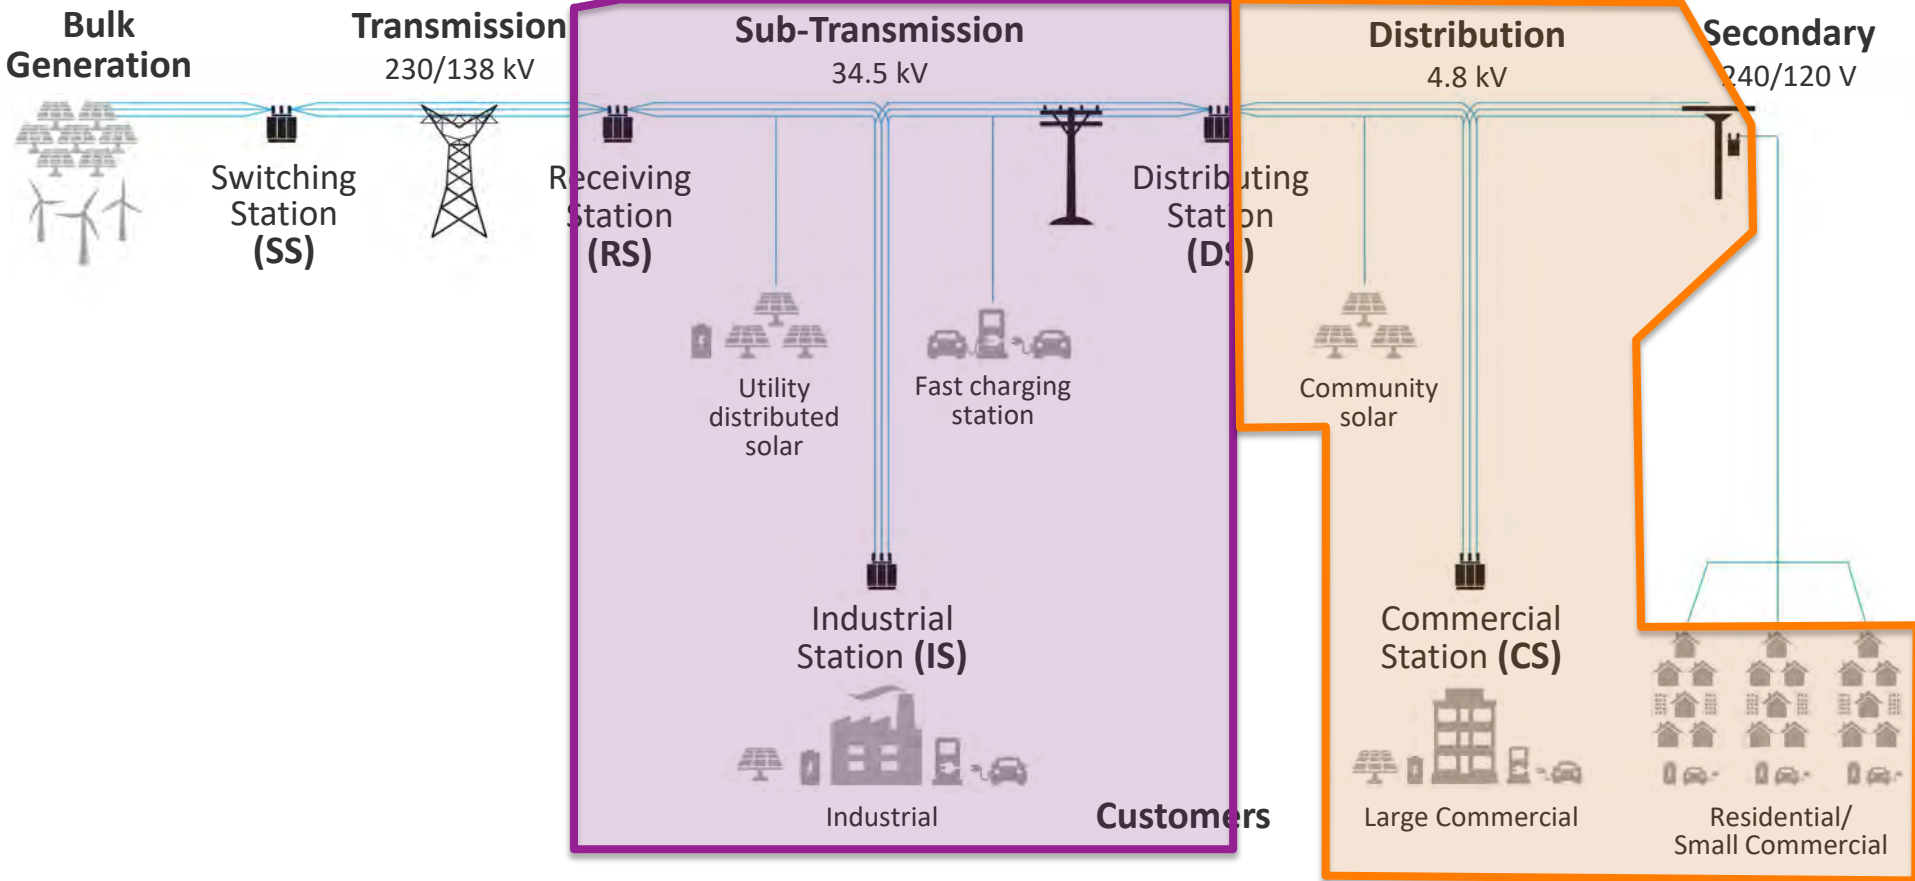 Bulk
Generation
Transmission
230/138 kV
Sub-Transmission
34.5 kV
Distribution
4.8 kV
Secondary
240/120 V
Switching
Station
(SS)
Receiving
Station
(RS)
Distributing
Station
(DS)
Utility
distributed
solar
Fast charging
station
Community
solar
Industrial
Station (IS)
Commercial
Station (CS)
Industrial
Customers
Large Commercial
Residential/
Small Commercial